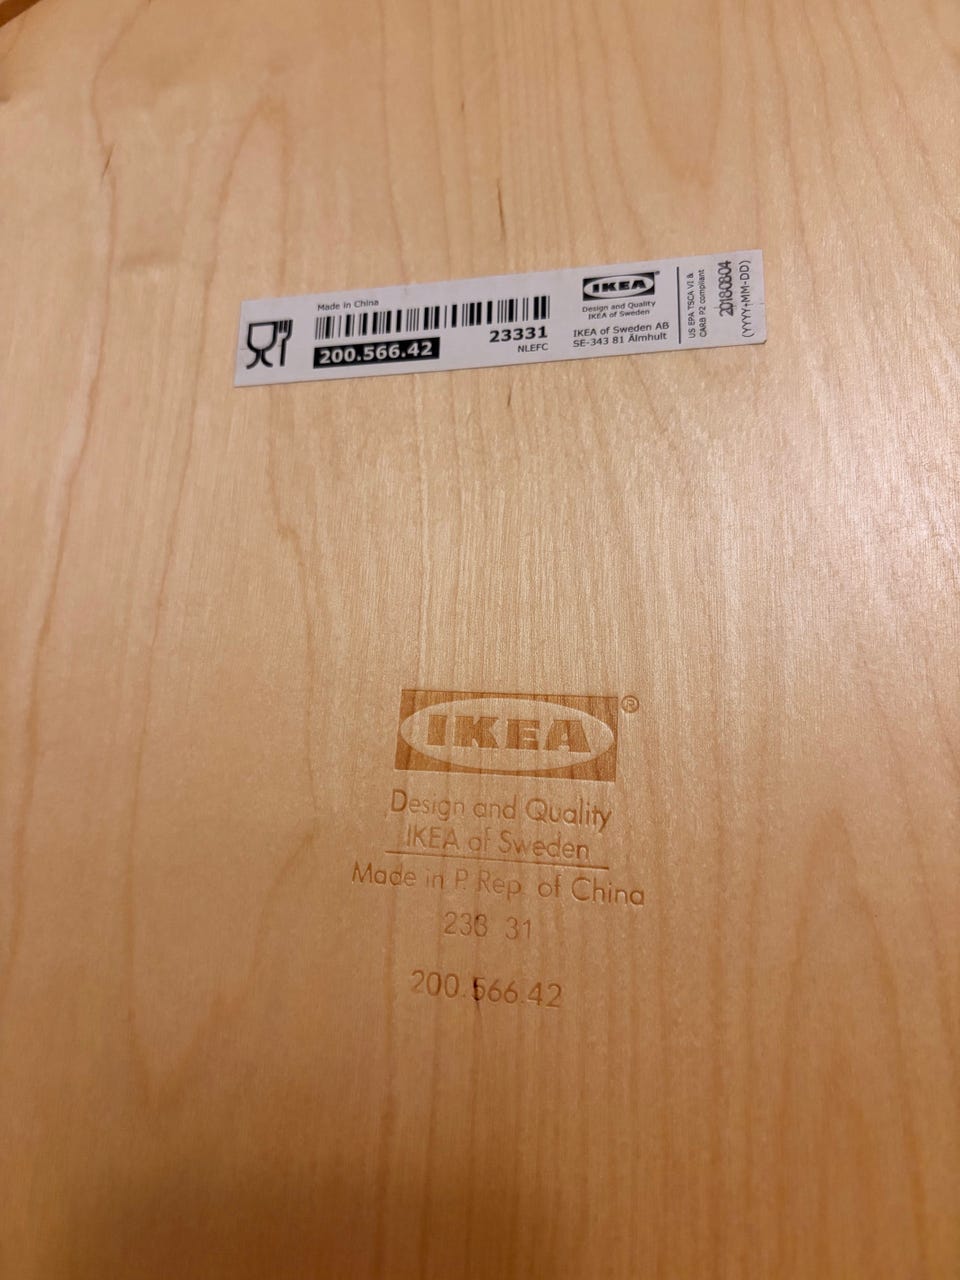 Made in China
200.566.42
23331
NLEFC
IKEA®
Design and Quality
IKEA of Sweden
IKEA of Sweden AB
SE-343 81 Älmhult
US EPA TSCA VI &
CARB P2 compliant
20180804
(YYYY-MM-DD)
IKEA®
Design and Quality
IKEA of Sweden
Made in P. Rep. of China
233 31
200.566.42